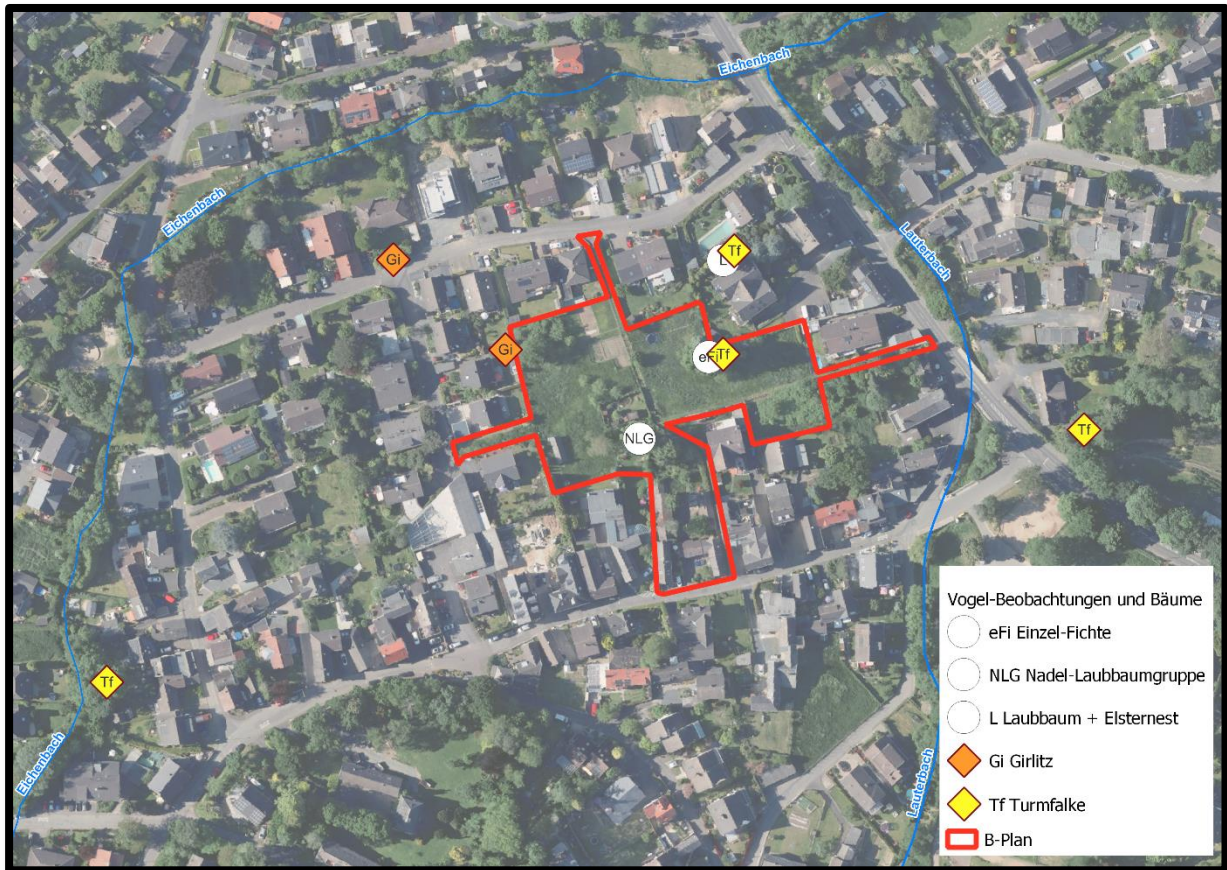 Eichenbach
Eichenbach
Lauterbach
Gi
L
Tf
Gi
eFi
Tf
NLG
Tf
Tf
Eichenbach
Lauterbach
Vogel-Beobachtungen und Bäume
eFi Einzel-Fichte
NLG Nadel-Laubbaumgruppe
L Laubbaum + Elsternest
Gi Girlitz
Tf Turmfalke
B-Plan